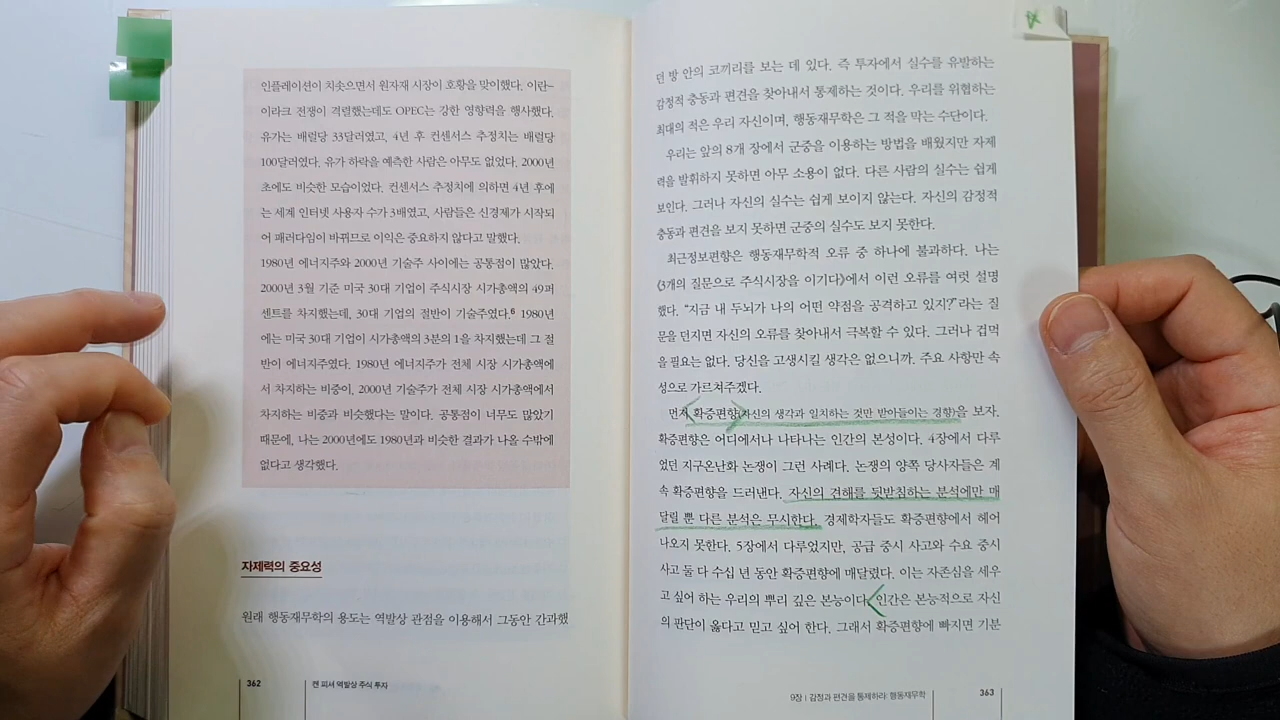 인플레이션이 치솟으면서 원자재 시장이 호황을 맞이했다. 이란-
이라크 전쟁이 격렬했는데도 OPEC는 강한 영향력을 행사했다.
유가는 배럴당 33달러였고, 4년 후 컨센서스 추정치는 배럴당
100달러였다. 유가 하락을 예측한 사람은 아무도 없었다. 2000년
초에도 비슷한 모습이었다. 컨센서스 추정치에 의하면 4년 후에
는 세계 인터넷 사용자 수가 3배였고, 사람들은 신경제가 시작되
어 패러다임이 바뀌므로 이익은 중요하지 않다고 말했다.
1980년 에너지주와 2000년 기술주 사이에는 공통점이 많았다.
2000년 3월 기준 미국 30대 기업이 주식시장 시가총액의 49퍼
센트를 차지했는데, 30대 기업의 절반이 기술주였다.6 1980년
에는 미국 30대 기업이 시가총액의 3분의 1을 차지했는데 그 절
반이 에너지주였다. 1980년 에너지주가 전체 시장 시가총액에
서 차지하는 비중이, 2000년 기술주가 전체 시장 시가총액에서
차지하는 비중과 비슷했다는 말이다. 공통점이 너무도 많았기
때문에, 나는 2000년에도 1980년과 비슷한 결과가 나올 수밖에
없다고 생각했다.
자제력의 중요성
원래 행동재무학의 용도는 역발상 관점을 이용해서 그동안 간과했
362 켄 피셔 역발상 주식 투자
던 방 안의 코끼리를 보는 데 있다. 즉 투자에서 실수를 유발하는
감정적 충동과 편견을 찾아내서 통제하는 것이다. 우리를 위협하는
최대의 적은 우리 자신이며, 행동재무학은 그 적을 막는 수단이다.
우리는 앞의 8개 장에서 군중을 이용하는 방법을 배웠지만 자제
력을 발휘하지 못하면 아무 소용이 없다. 다른 사람의 실수는 쉽게
보인다. 그러나 자신의 실수는 쉽게 보이지 않는다. 자신의 감정적
충동과 편견을 보지 못하면 군중의 실수도 보지 못한다.
최근정보편향은 행동재무학적 오류 중 하나에 불과하다. 나는
《3개의 질문으로 주식시장을 이기다》에서 이런 오류를 여럿 설명
했다. “지금 내 두뇌가 나의 어떤 약점을 공격하고 있지?”라는 질
문을 던지면 자신의 오류를 찾아내서 극복할 수 있다. 그러나 겁먹
을 필요는 없다. 당신을 고생시킬 생각은 없으니까. 주요 사항만 속
성으로 가르쳐주겠다.
먼저 확증편향(자신의 생각과 일치하는 것만 받아들이는 경향)을 보자.
확증편향은 어디에서나 나타나는 인간의 본성이다. 4장에서 다루
었던 지구온난화 논쟁이 그런 사례다. 논쟁의 양쪽 당사자들은 계
속 확증편향을 드러낸다. 자신의 견해를 뒷받침하는 분석에만 매
달릴 뿐 다른 분석은 무시한다. 경제학자들도 확증편향에서 헤어
나오지 못한다. 5장에서 다루었지만, 공급 중시 사고와 수요 중시
사고 둘 다 수십 년 동안 확증편향에 매달렸다. 이는 자존심을 세우
고 싶어 하는 우리의 뿌리 깊은 본능이다. 인간은 본능적으로 자신
의 판단이 옳다고 믿고 싶어 한다. 그래서 확증편향에 빠지면 기분
9장 | 감정과 편견을 통제하라: 행동재무학 363